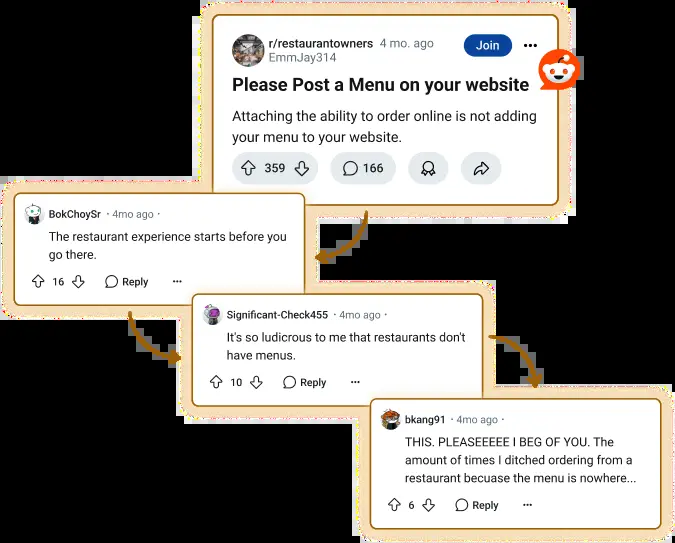 r/restaurantowners 4 mo. ago
Join
EmmJay314
Please Post a Menu on your website
Attaching the ability to order online is not adding
your menu to your website.
359
166
BokChoySr · 4mo ago ·
The restaurant experience starts before you
go there.
16 Reply
Significant-Check455 · 4mo ago ·
It's so ludicrous to me that restaurants don't
have menus.
10 Reply
bkang91 · 4mo ago ·
THIS. PLEASEEEEE I BEG OF YOU. The
amount of times I ditched ordering from a
restaurant becuase the menu is nowhere...
6 Reply